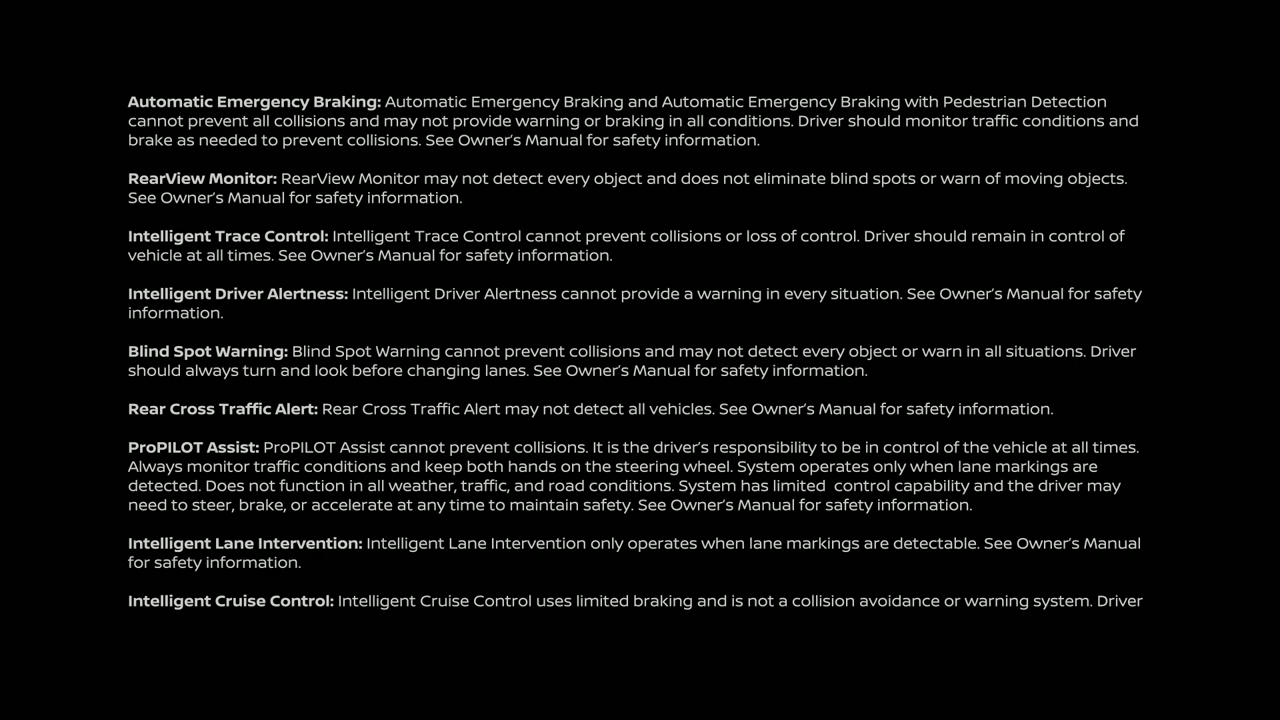 Automatic Emergency Braking: Automatic Emergency Braking and Automatic Emergency Braking with Pedestrian Detection
cannot prevent all collisions and may not provide warning or braking in all conditions. Driver should monitor traffic conditions and
brake as needed to prevent collisions. See Owner's Manual for safety information.
RearView Monitor: RearView Monitor may not detect every object and does not eliminate blind spots or warn of moving objects.
See Owner's Manual for safety information.
Intelligent Trace Control: Intelligent Trace Control cannot prevent collisions or loss of control. Driver should remain in control of
vehicle at all times. See Owner's Manual for safety information.
Intelligent Driver Alertness: Intelligent Driver Alertness cannot provide a warning in every situation. See Owner's Manual for safety
information.
Blind Spot Warning: Blind Spot Warning cannot prevent collisions and may not detect every object or warn in all situations. Driver
should always turn and look before changing lanes. See Owner's Manual for safety information.
Rear Cross Traffic Alert: Rear Cross Traffic Alert may not detect all vehicles. See Owner's Manual for safety information.
ProPILOT Assist: ProPILOT Assist cannot prevent collisions. It is the driver's responsibility to be in control of the vehicle at all times.
Always monitor traffic conditions and keep both hands on the steering wheel. System operates only when lane markings are
detected. Does not function in all weather, traffic, and road conditions. System has limited  control capability and the driver may
need to steer, brake, or accelerate at any time to maintain safety. See Owner's Manual for safety information.
Intelligent Lane Intervention: Intelligent Lane Intervention only operates when lane markings are detectable. See Owner's Manual
for safety information.
Intelligent Cruise Control: Intelligent Cruise Control uses limited braking and is not a collision avoidance or warning system. Driver